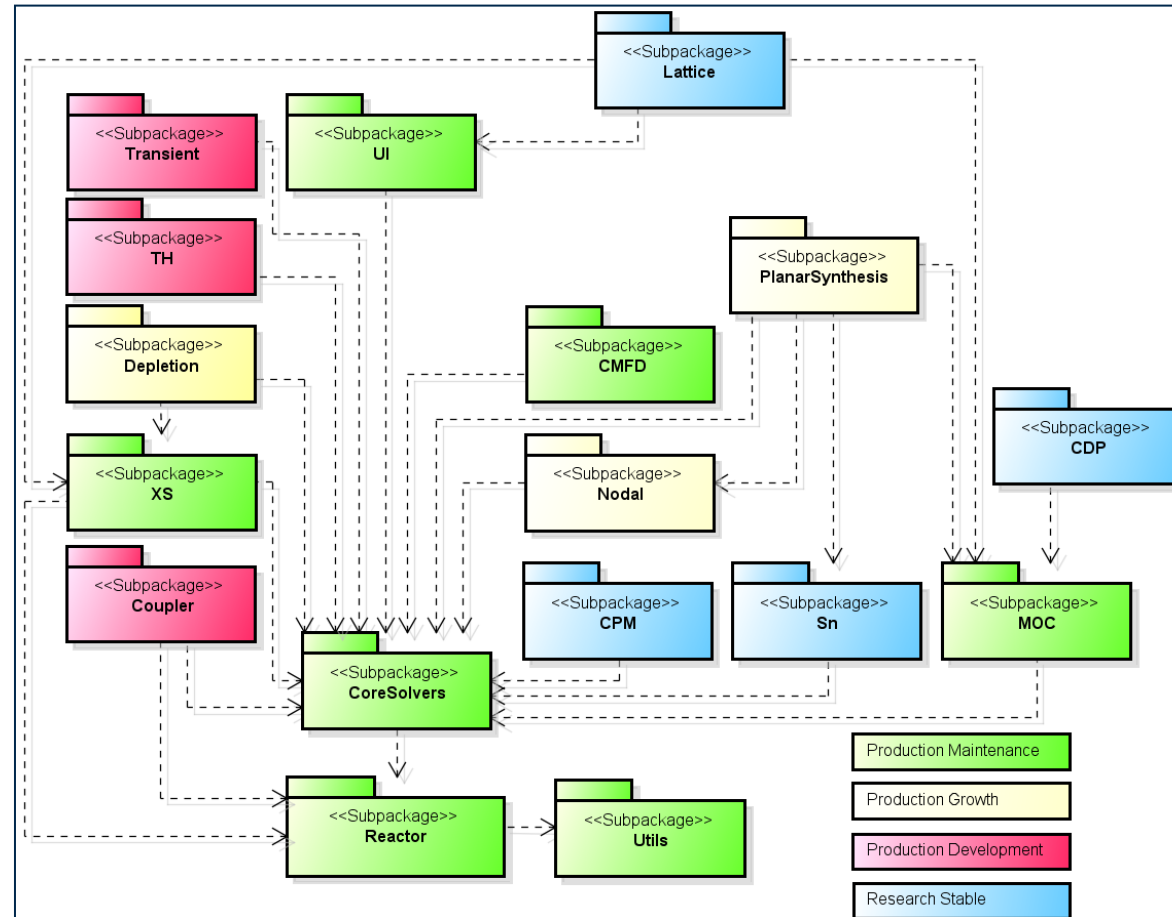 <<Subpackage>>
Lattice
<<Subpackage>>
Transient
<<Subpackage>>
UI
<<Subpackage>>
TH
<<Subpackage>>
PlanarSynthesis
<<Subpackage>>
Depletion
<<Subpackage>>
CMFD
<<Subpackage>>
CDP
<<Subpackage>>
XS
<<Subpackage>>
Nodal
<<Subpackage>>
Coupler
<<Subpackage>>
CPM
<<Subpackage>>
Sn
<<Subpackage>>
MOC
<<Subpackage>>
CoreSolvers
<<Subpackage>>
Reactor
<<Subpackage>>
Utils
Production Maintenance
Production Growth
Production Development
Research Stable